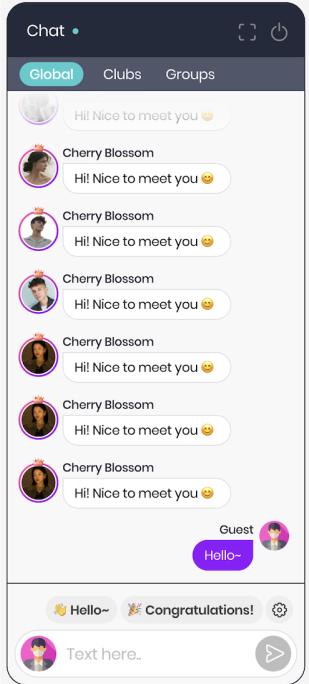 Chat
Global Clubs Groups
Hi! Nice to meet you 😊
Cherry Blossom
Hi! Nice to meet you 😊
Cherry Blossom
Hi! Nice to meet you 😊
Cherry Blossom
Hi! Nice to meet you 😊
Cherry Blossom
Hi! Nice to meet you 😊
Cherry Blossom
Hi! Nice to meet you 😊
Cherry Blossom
Hi! Nice to meet you 😊
Guest
Hello~
👋 Hello~ 🎉 Congratulations!
Text here..